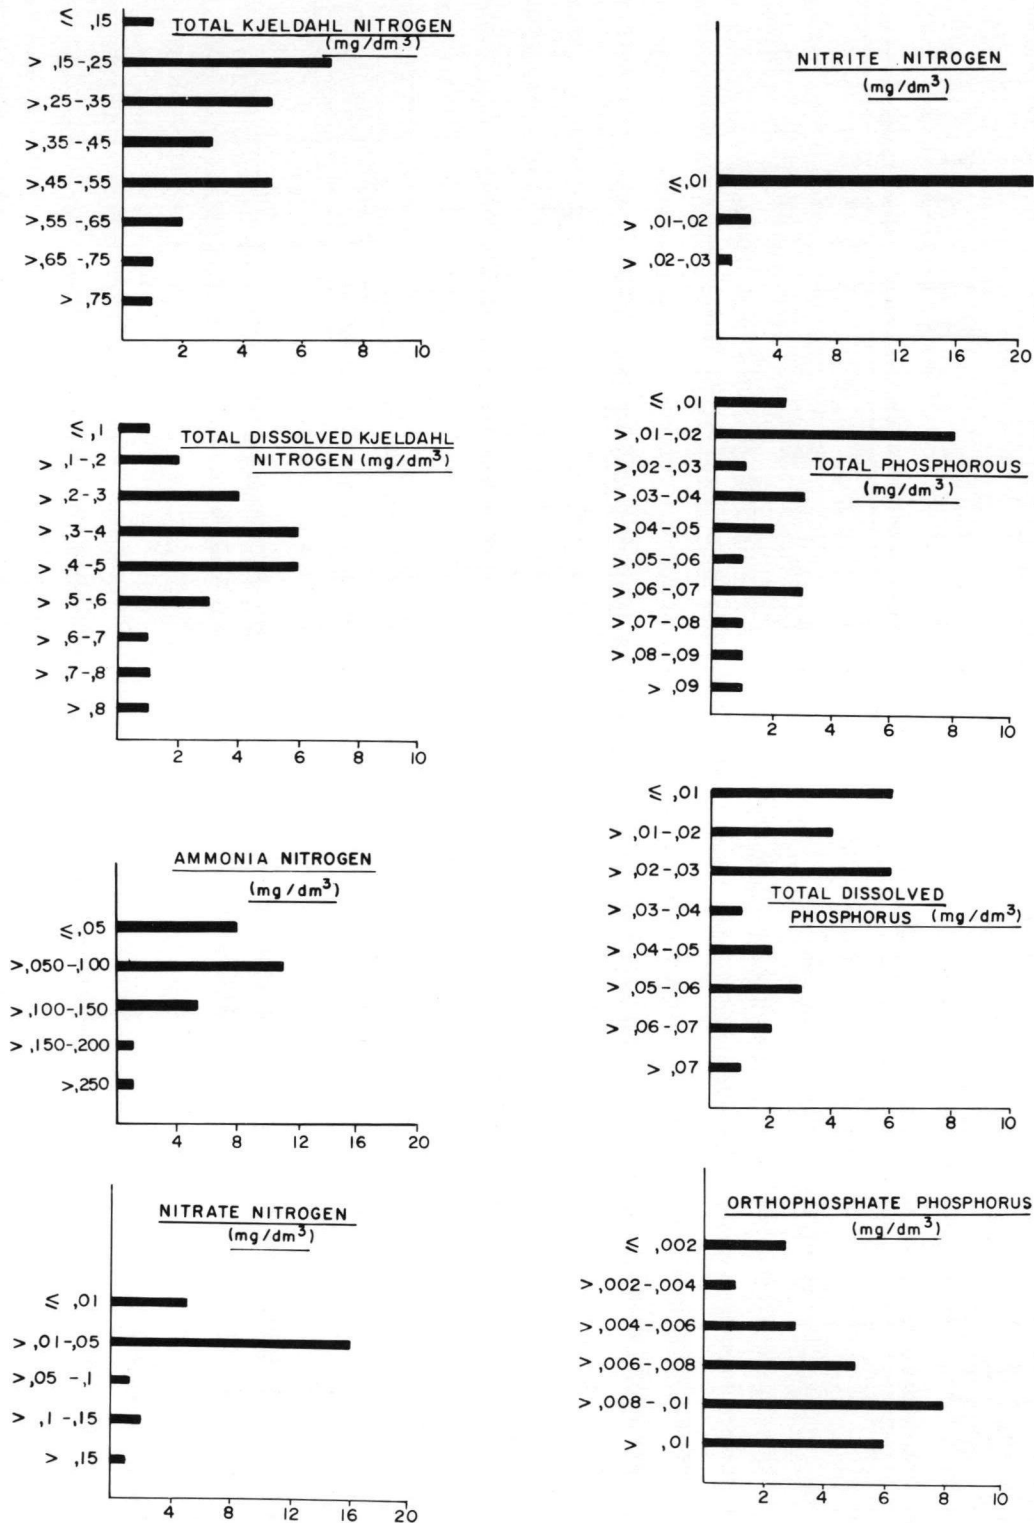 TOTAL KJELDAHL NITROGEN
(mg/dm³)
≤ ,15
> ,15-,25
>,25-,35
>,35-,45
>,45-,55
>,55-,65
>,65-,75
> ,75
2 4 6 8 10
TOTAL DISSOLVED KJELDAHL
NITROGEN (mg/dm³)
≤ ,1
> ,1-,2
> ,2-,3
> ,3-4
> ,4-,5
> ,5-,6
> ,6-,7
> ,7-,8
> ,8
2 4 6 8 10
AMMONIA NITROGEN
(mg/dm³)
≤,05
>,050-,100
>,100-,150
>,150-,200
>,250
4 8 12 16 20
NITRATE NITROGEN
(mg/dm³)
≤ ,01
> ,01-,05
>,05 -,1
> ,1 -,15
> ,15
4 8 12 16 20
NITRITE NITROGEN
(mg/dm³)
≤,01
> ,01-,02
> ,02-,03
4 8 12 16 20
TOTAL PHOSPHOROUS
(mg/dm³)
≤ ,01
>,01-,02
>,02-,03
>,03-,04
>,04-,05
>,05-,06
>,06-,07
>,07-,08
>,08-,09
> ,09
2 4 6 8 10
TOTAL DISSOLVED
PHOSPHORUS (mg/dm³)
≤ ,01
> ,01-,02
> ,02-,03
> ,03-,04
> ,04-,05
> ,05-,06
> ,06-,07
> ,07
2 4 6 8 10
ORTHOPHOSPHATE PHOSPHORUS
(mg/dm³)
≤ ,002
>,002-,004
>,004-,006
>,006-,008
>,008-,01
> ,01
2 4 6 8 10